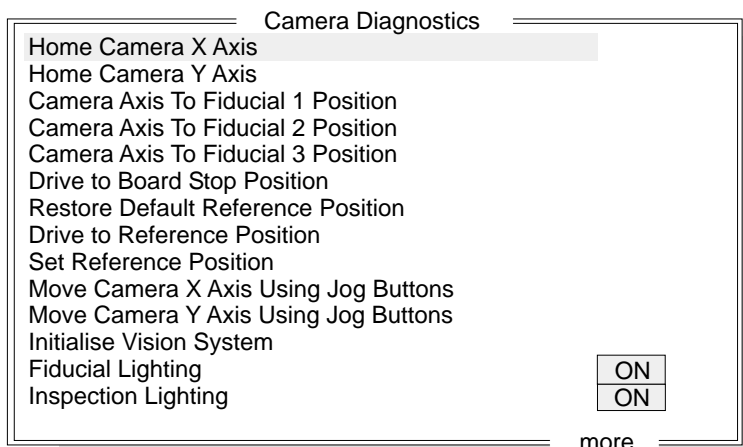 Camera Diagnostics
Home Camera X Axis
Home Camera Y Axis
Camera Axis To Fiducial 1 Position
Camera Axis To Fiducial 2 Position
Camera Axis To Fiducial 3 Position
Drive to Board Stop Position
Restore Default Reference Position
Drive to Reference Position
Set Reference Position
Move Camera X Axis Using Jog Buttons
Move Camera Y Axis Using Jog Buttons
Initialise Vision System
Fiducial Lighting ON
Inspection Lighting ON
more